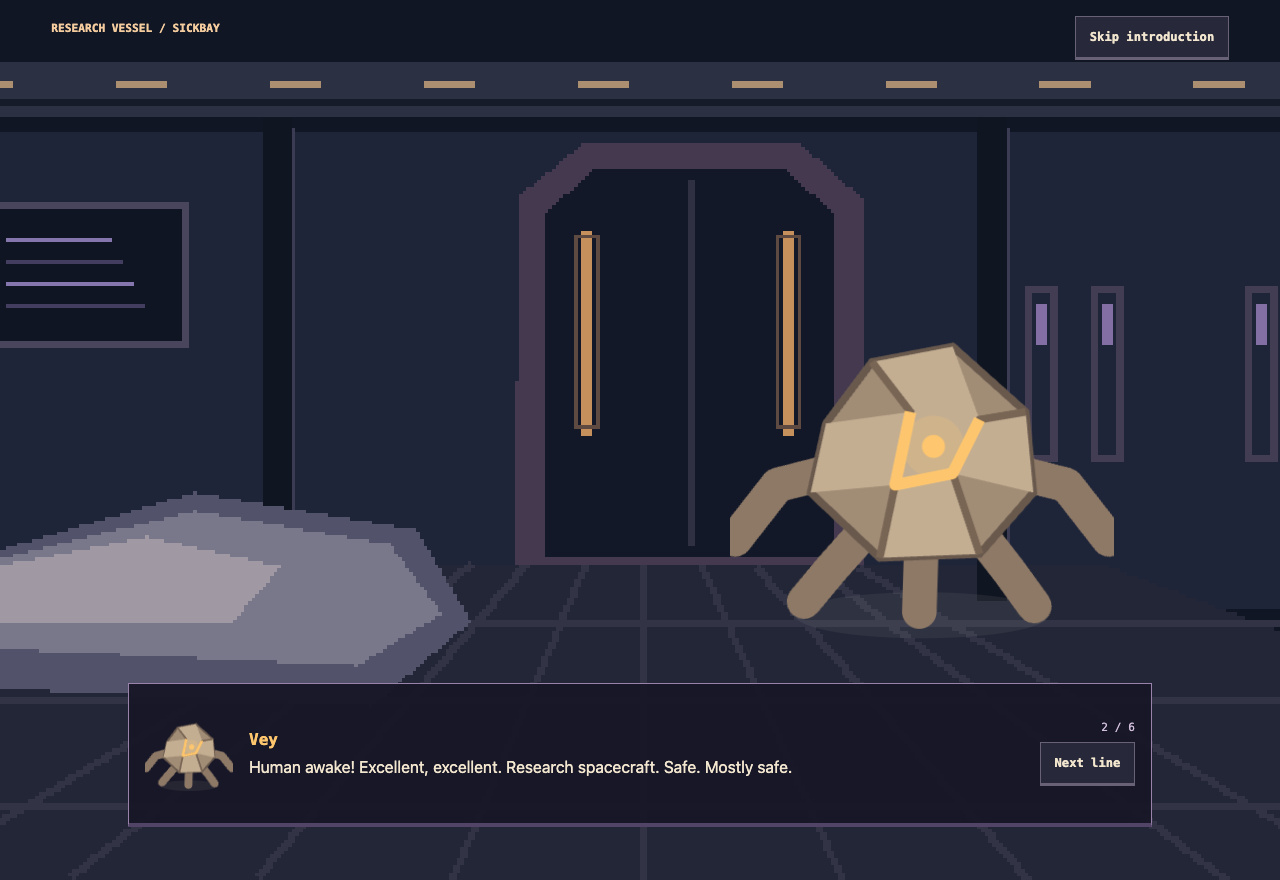 RESEARCH VESSEL / SICKBAY
Skip introduction
Vey
Human awake! Excellent, excellent. Research spacecraft. Safe. Mostly safe.
2 / 6
Next line